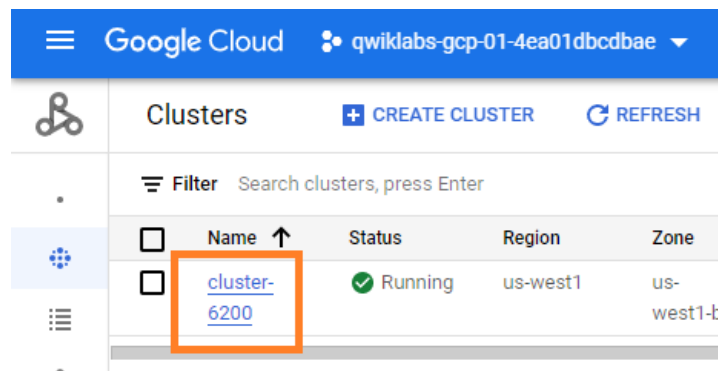 Google Cloud qwiklabs-gcp-01-4ea01dbcdbae
Clusters CREATE CLUSTER REFRESH
Filter Search clusters, press Enter
Name Status Region Zone
cluster- Running us-west1 us-
6200 west1-b